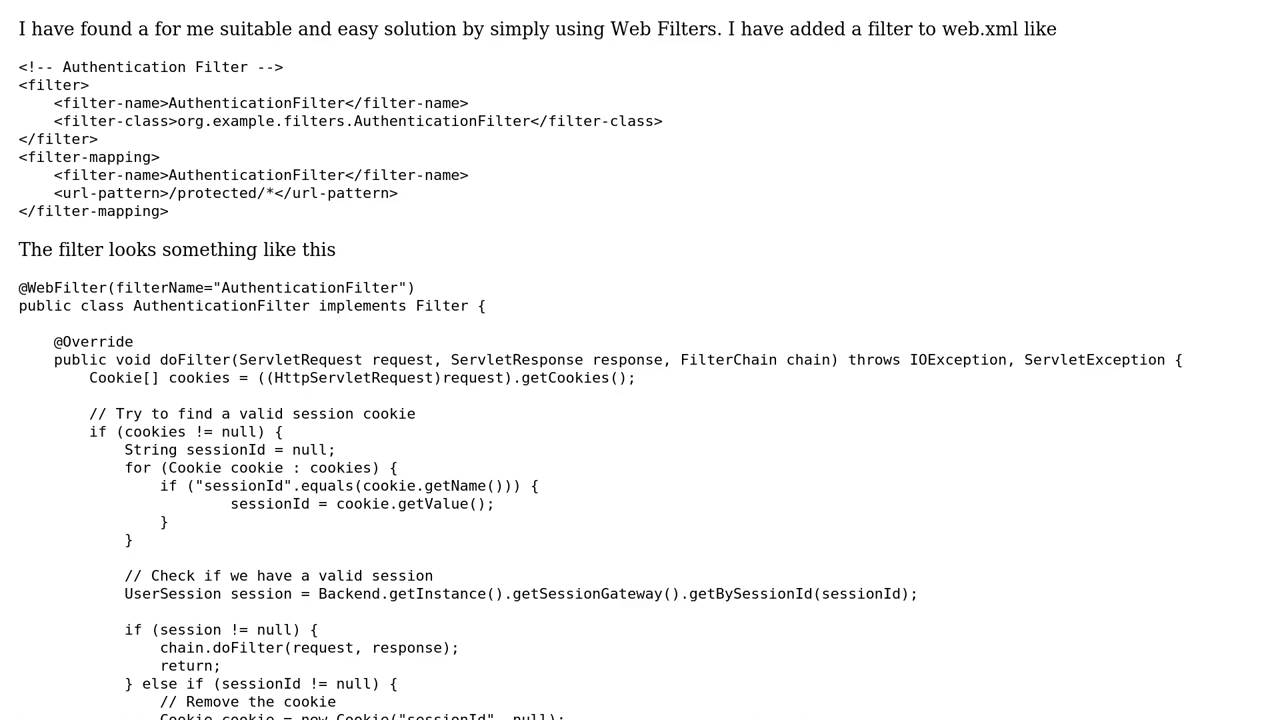 I have found a for me suitable and easy solution by simply using Web Filters. I have added a filter to web.xml like
<!-- Authentication Filter -->
<filter>
    <filter-name>AuthenticationFilter</filter-name>
    <filter-class>org.example.filters.AuthenticationFilter</filter-class>
</filter>
<filter-mapping>
    <filter-name>AuthenticationFilter</filter-name>
    <url-pattern>/protected/*</url-pattern>
</filter-mapping>
The filter looks something like this
@WebFilter(filterName="AuthenticationFilter")
public class AuthenticationFilter implements Filter {
    @Override
    public void doFilter(ServletRequest request, ServletResponse response, FilterChain chain) throws IOException, ServletException {
        Cookie[] cookies = ((HttpServletRequest)request).getCookies();
        // Try to find a valid session cookie
        if (cookies != null) {
            String sessionId = null;
            for (Cookie cookie : cookies) {
                if ("sessionId".equals(cookie.getName())) {
                        sessionId = cookie.getValue();
                }
            }
            // Check if we have a valid session
            UserSession session = Backend.getInstance().getSessionGateway().getBySessionId(sessionId);
            if (session != null) {
                chain.doFilter(request, response);
                return;
            } else if (sessionId != null) {
                // Remove the cookie
                Cookie cookie = new Cookie("sessionId", null);